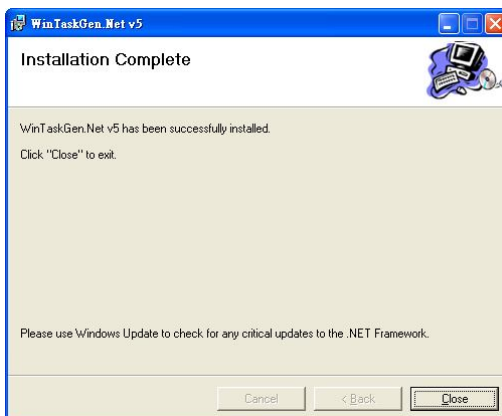 WinTaskGen.Net v5
Installation Complete
WinTaskGen.Net v5 has been successfully installed.
Click "Close" to exit.
Please use Windows Update to check for any critical updates to the .NET Framework.
Cancel
< Back
Close